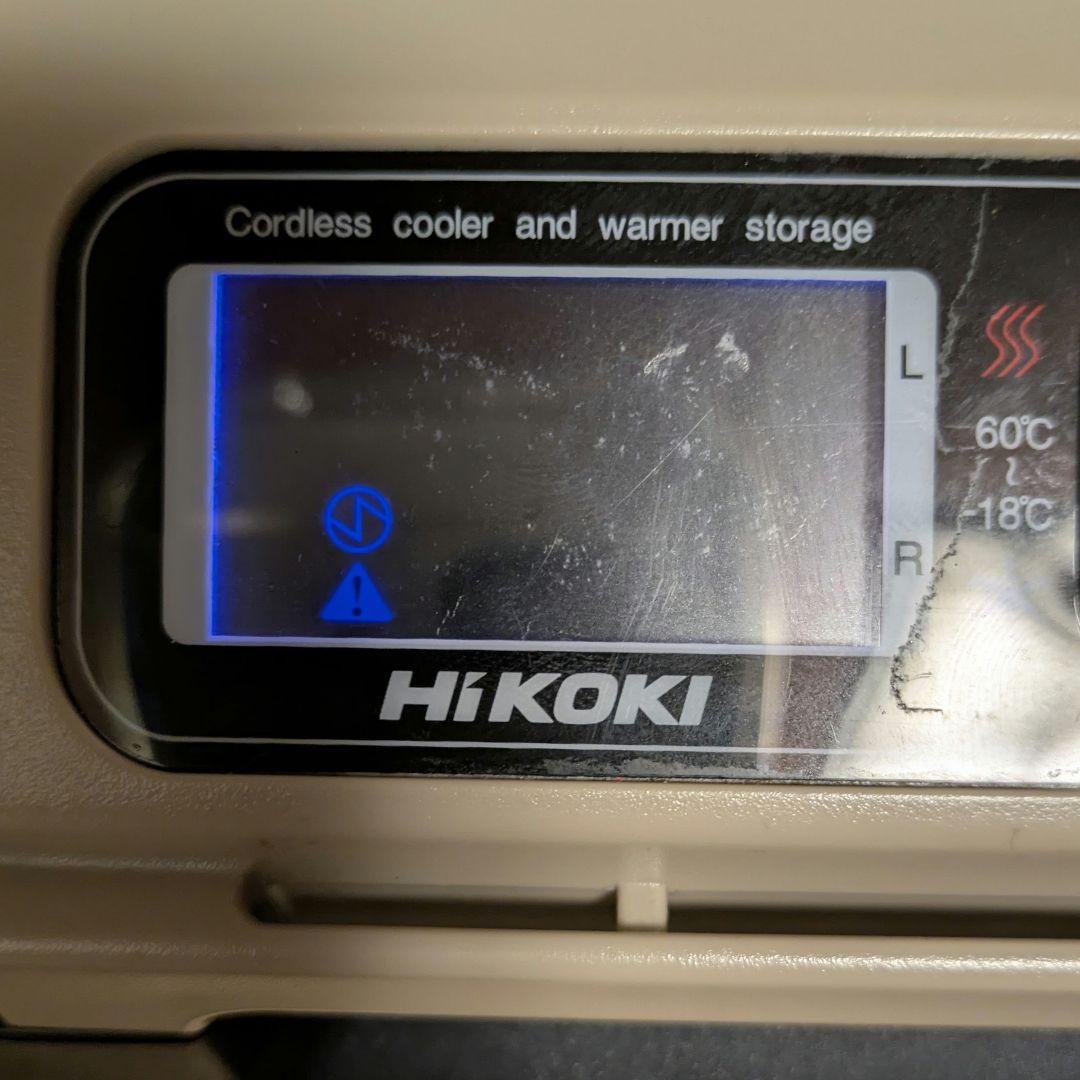 Cordless cooler and warmer storage
L
60℃
~
-18℃
R
HiKOKI